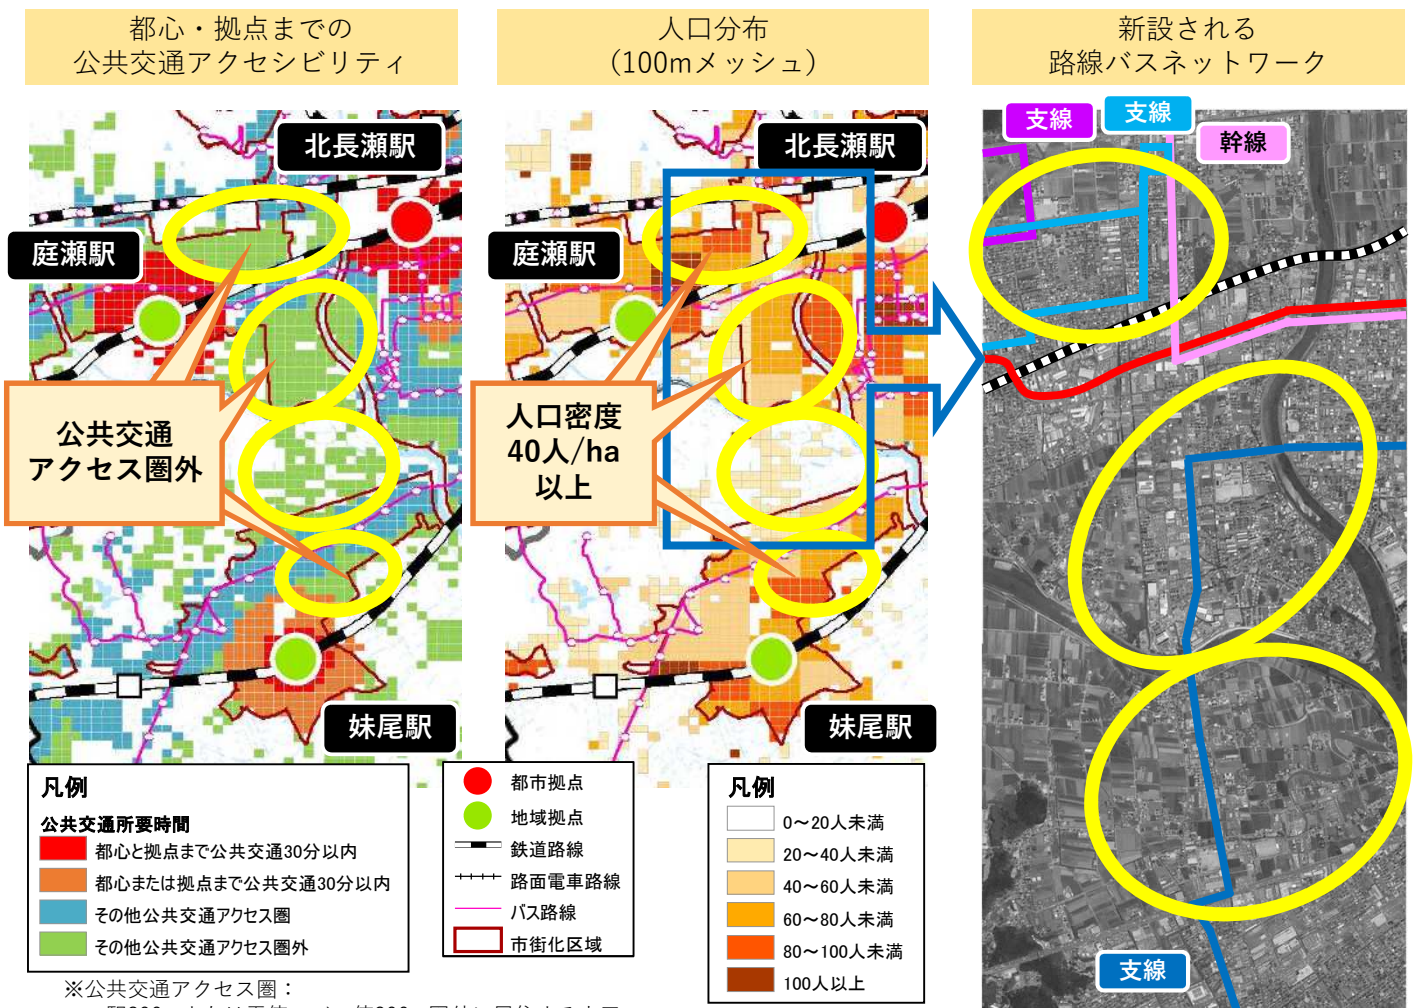 都心・拠点までの
公共交通アクセシビリティ
人口分布
(100mメッシュ)
新設される
路線バスネットワーク
北長瀬駅
庭瀬駅
公共交通
アクセス圏外
妹尾駅
北長瀬駅
庭瀬駅
人口密度
40人/ha
以上
妹尾駅
支線
支線
幹線
支線
凡例
公共交通所要時間
都心と拠点まで公共交通30分以内
都心または拠点まで公共交通30分以内
その他公共交通アクセス圏
その他公共交通アクセス圏外
都市拠点
地域拠点
鉄道路線
路面電車路線
バス路線
市街化区域
凡例
0～20人未満
20～40人未満
40～60人未満
60～80人未満
80～100人未満
100人以上
※公共交通アクセス圏：